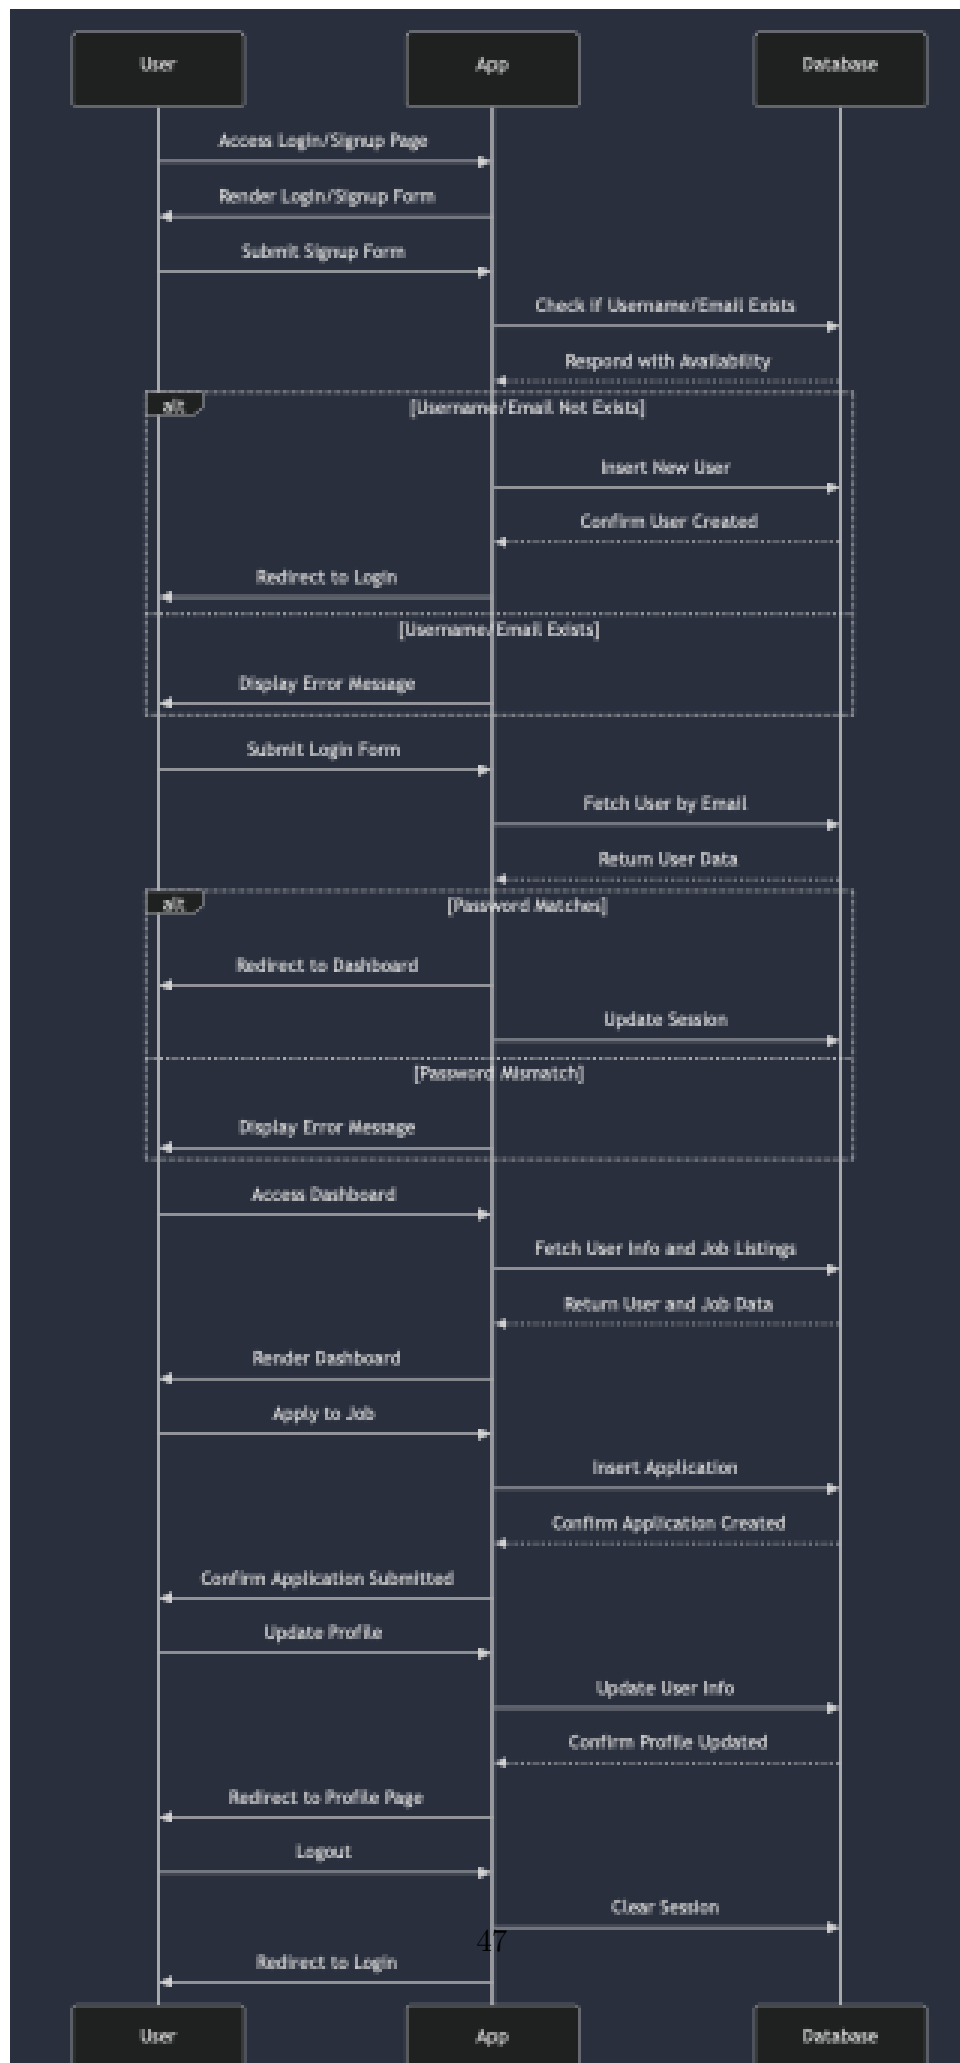 User
App
Database
Access Login/Signup Page
Render Login/Signup Form
Submit Signup Form
Check if Username/Email Exists
Respond with Availability
alt
[Username/Email Not Exists]
Insert New User
Confirm User Created
Redirect to Login
[Username/Email Exists]
Display Error Message
Submit Login Form
Fetch User by Email
Return User Data
alt
[Password Matches]
Redirect to Dashboard
Update Session
[Password Mismatch]
Display Error Message
Access Dashboard
Fetch User Info and Job Listings
Return User and Job Data
Render Dashboard
Apply to Job
Insert Application
Confirm Application Created
Confirm Application Submitted
Update Profile
Update User Info
Confirm Profile Updated
Redirect to Profile Page
Logout
Clear Session
47
Redirect to Login
User
App
Database